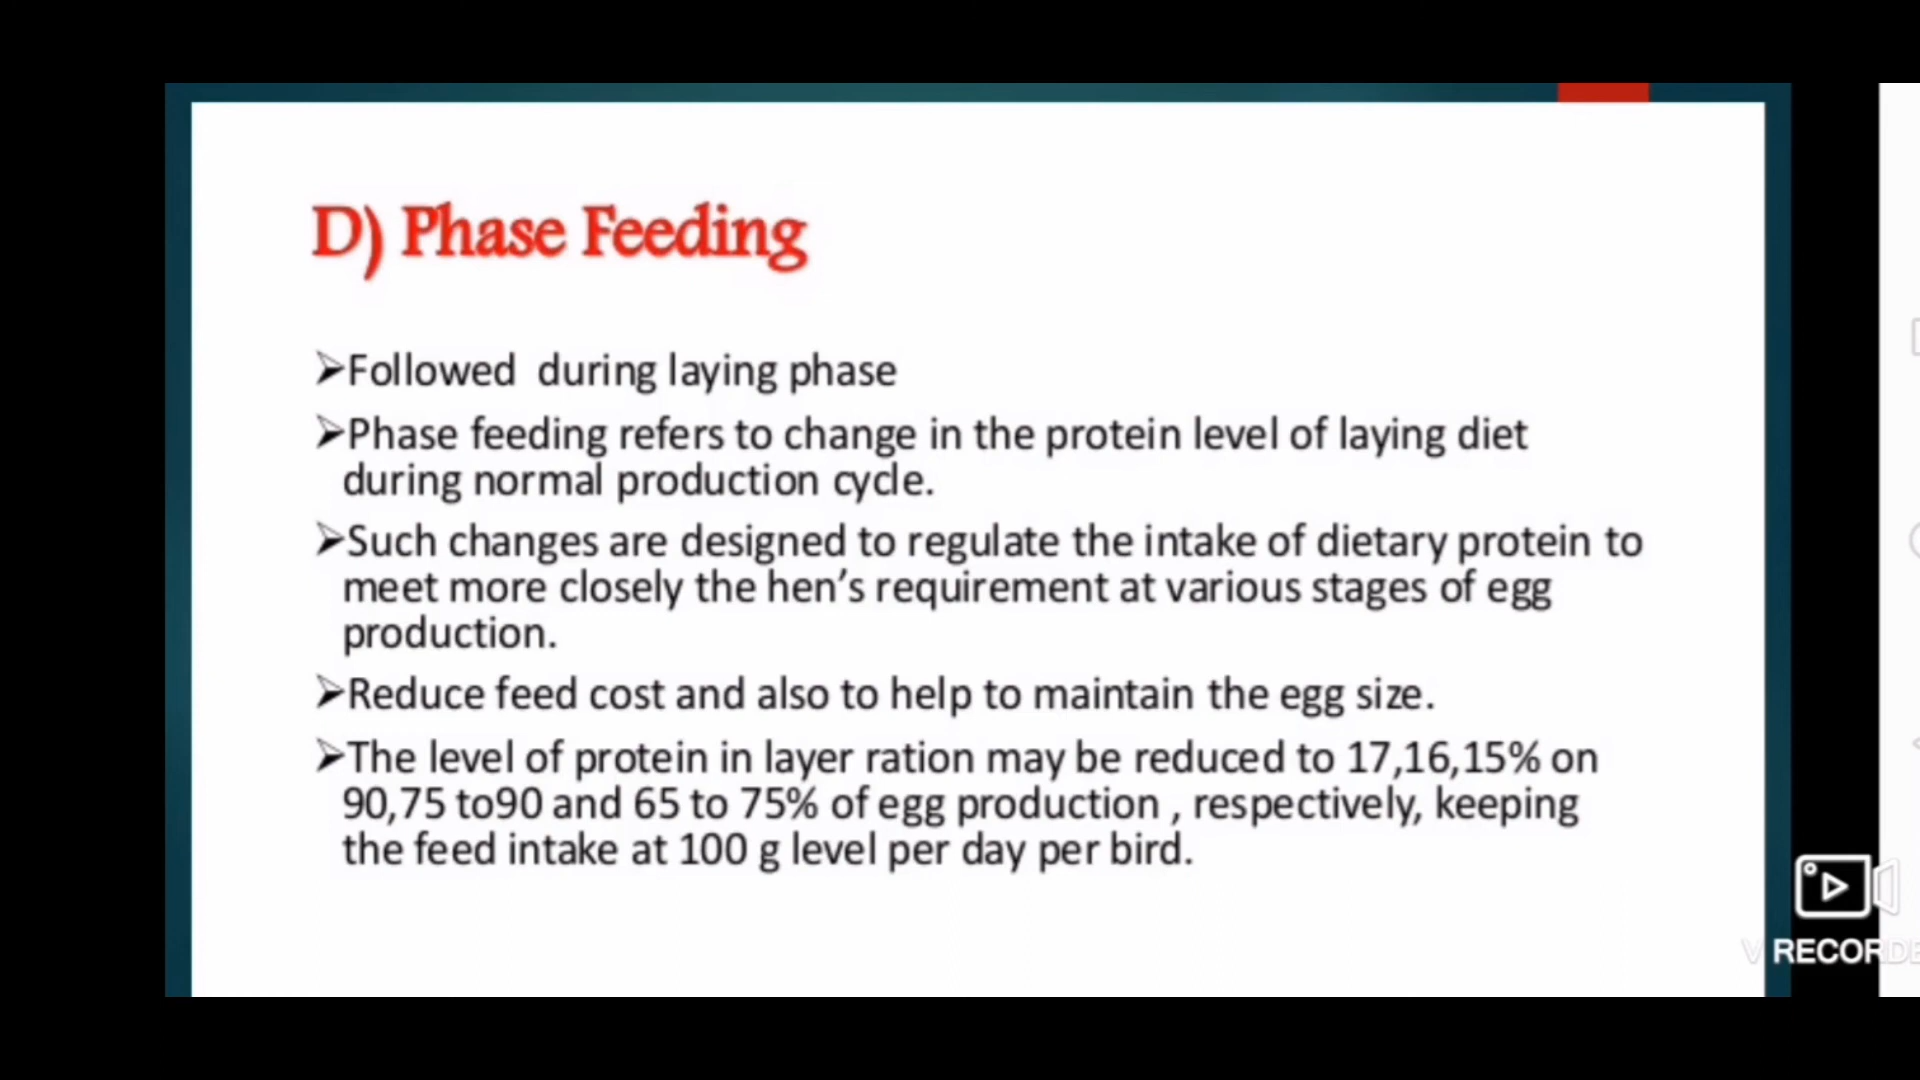 D) Phase Feeding
➢Followed during laying phase
➢Phase feeding refers to change in the protein level of laying diet
during normal production cycle.
➢Such changes are designed to regulate the intake of dietary protein to
meet more closely the hen’s requirement at various stages of egg
production.
➢Reduce feed cost and also to help to maintain the egg size.
➢The level of protein in layer ration may be reduced to 17,16,15% on
90,75 to90 and 65 to 75% of egg production , respectively, keeping
the feed intake at 100 g level per day per bird.
V RECORDE